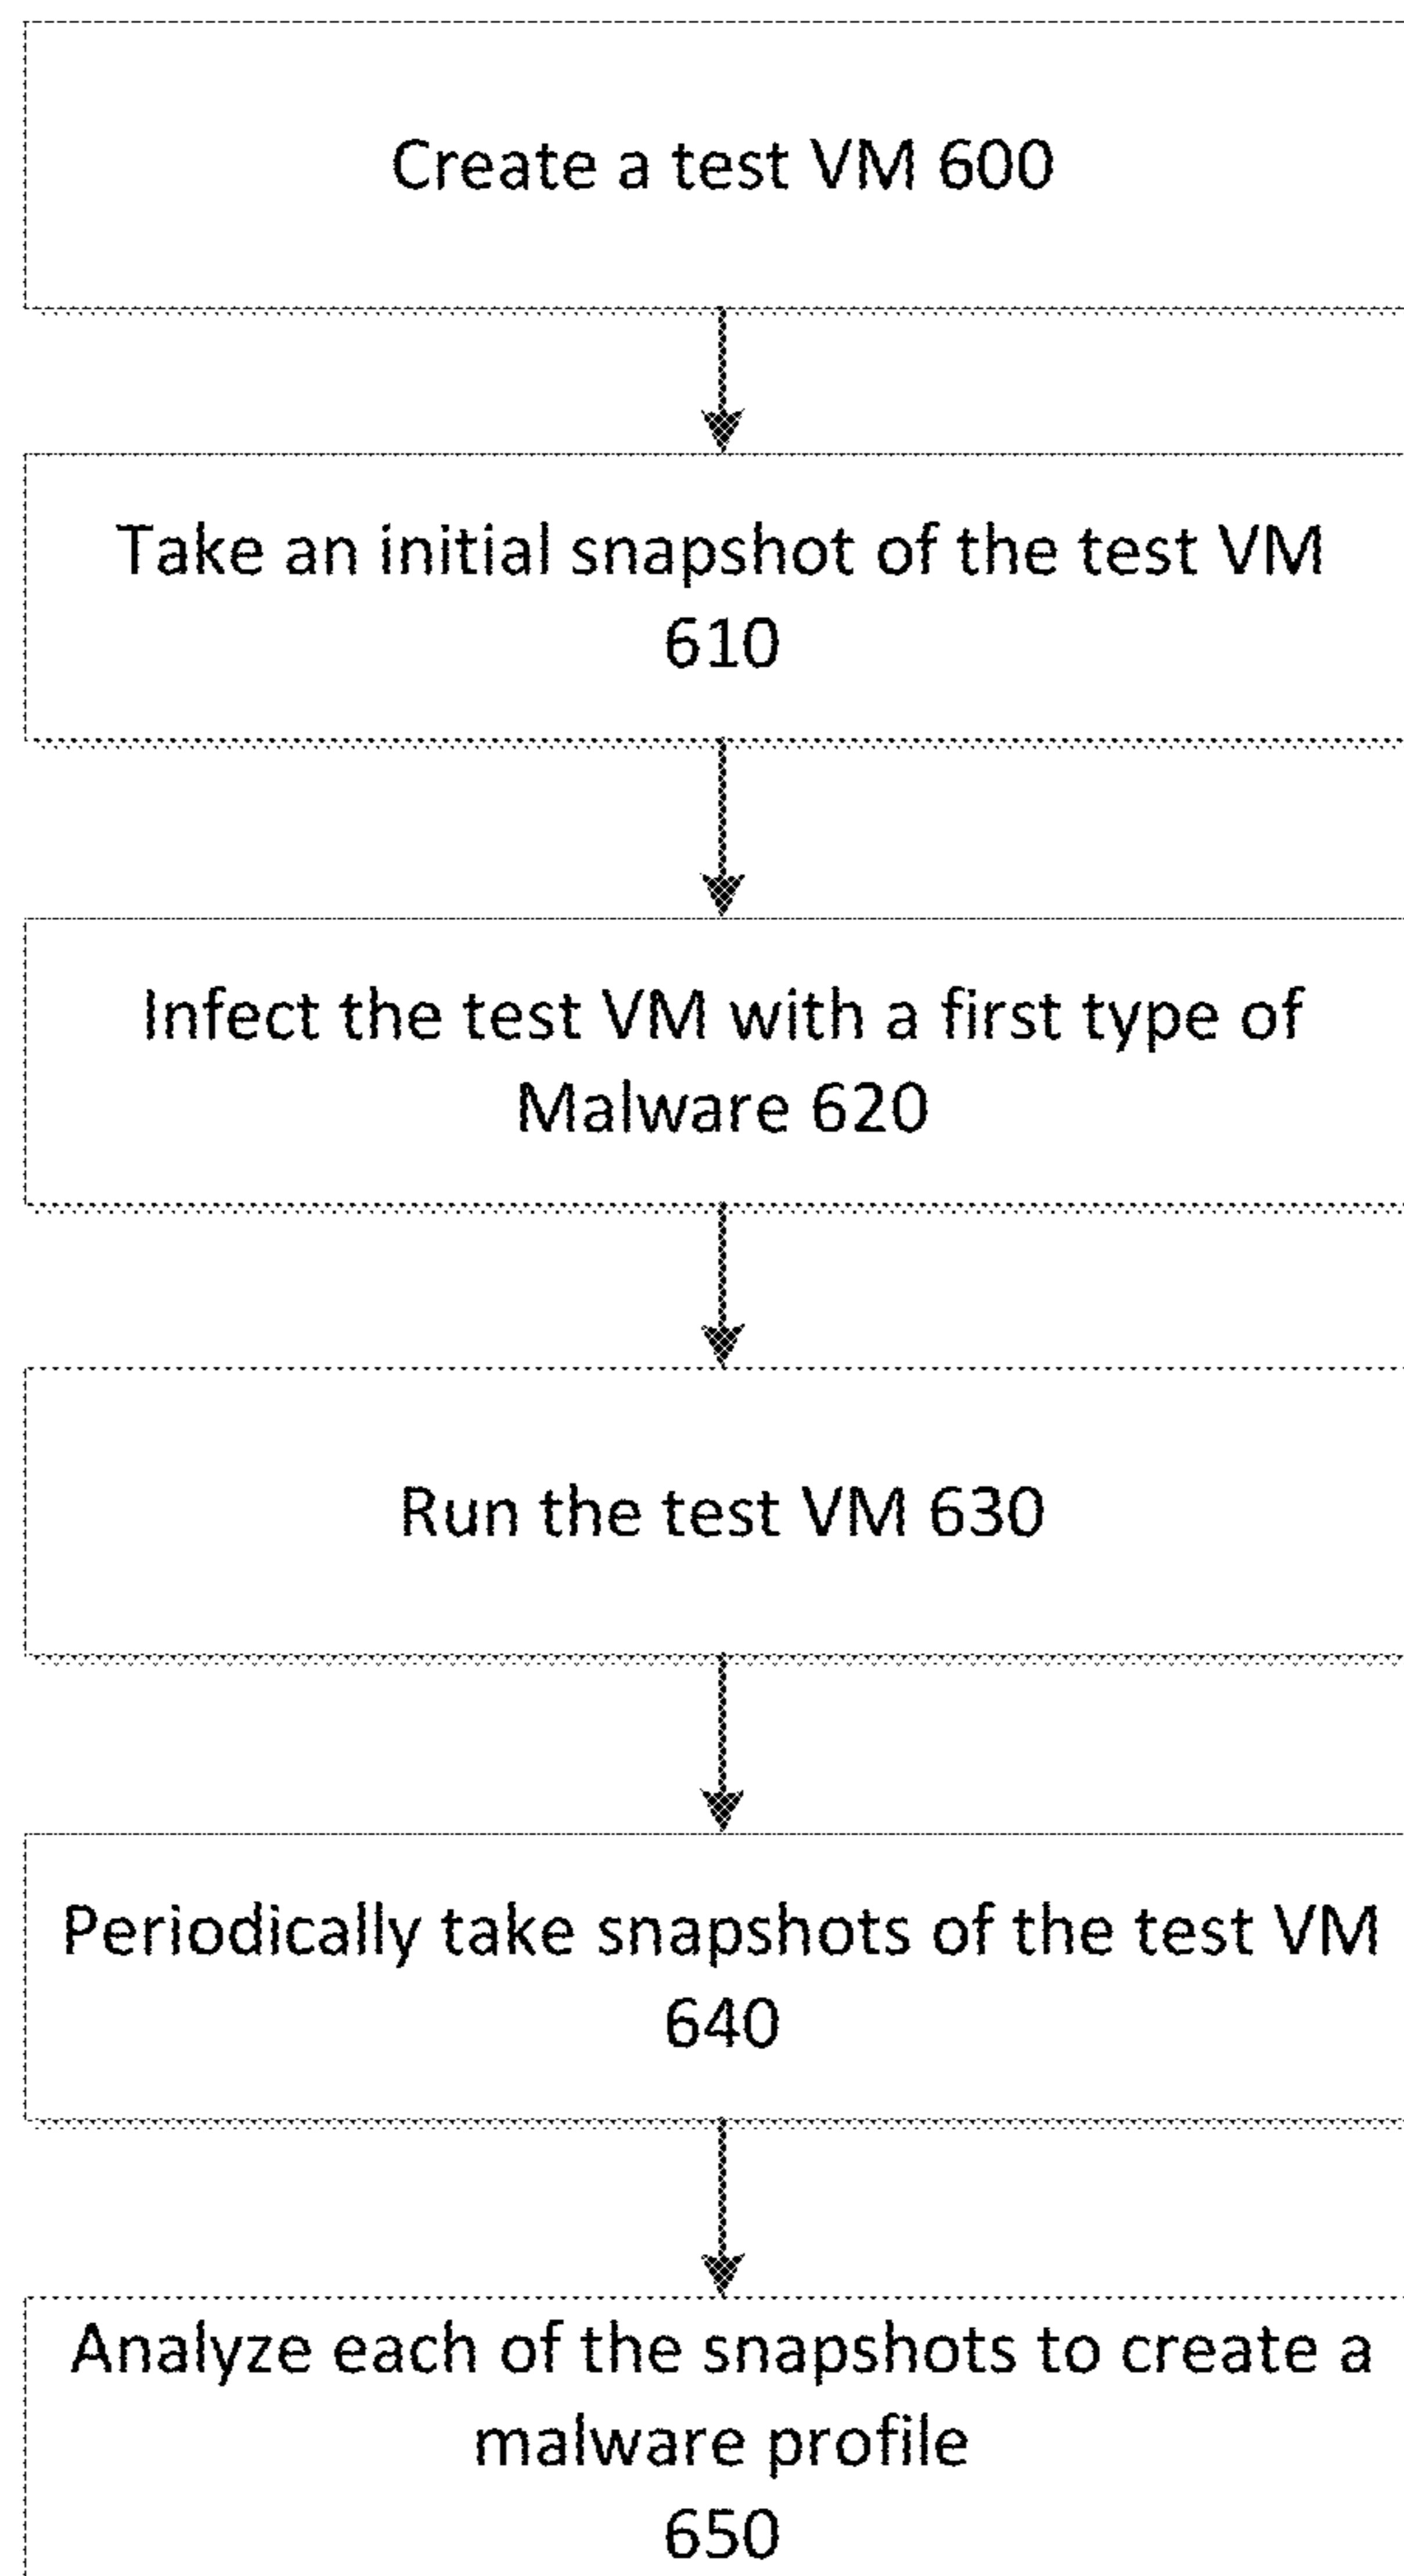 Create a test VM 600
Take an initial snapshot of the test VM
610
Infect the test VM with a first type of
Malware 620
Run the test VM 630
Periodically take snapshots of the test VM
640
Analyze each of the snapshots to create a
malware profile
650